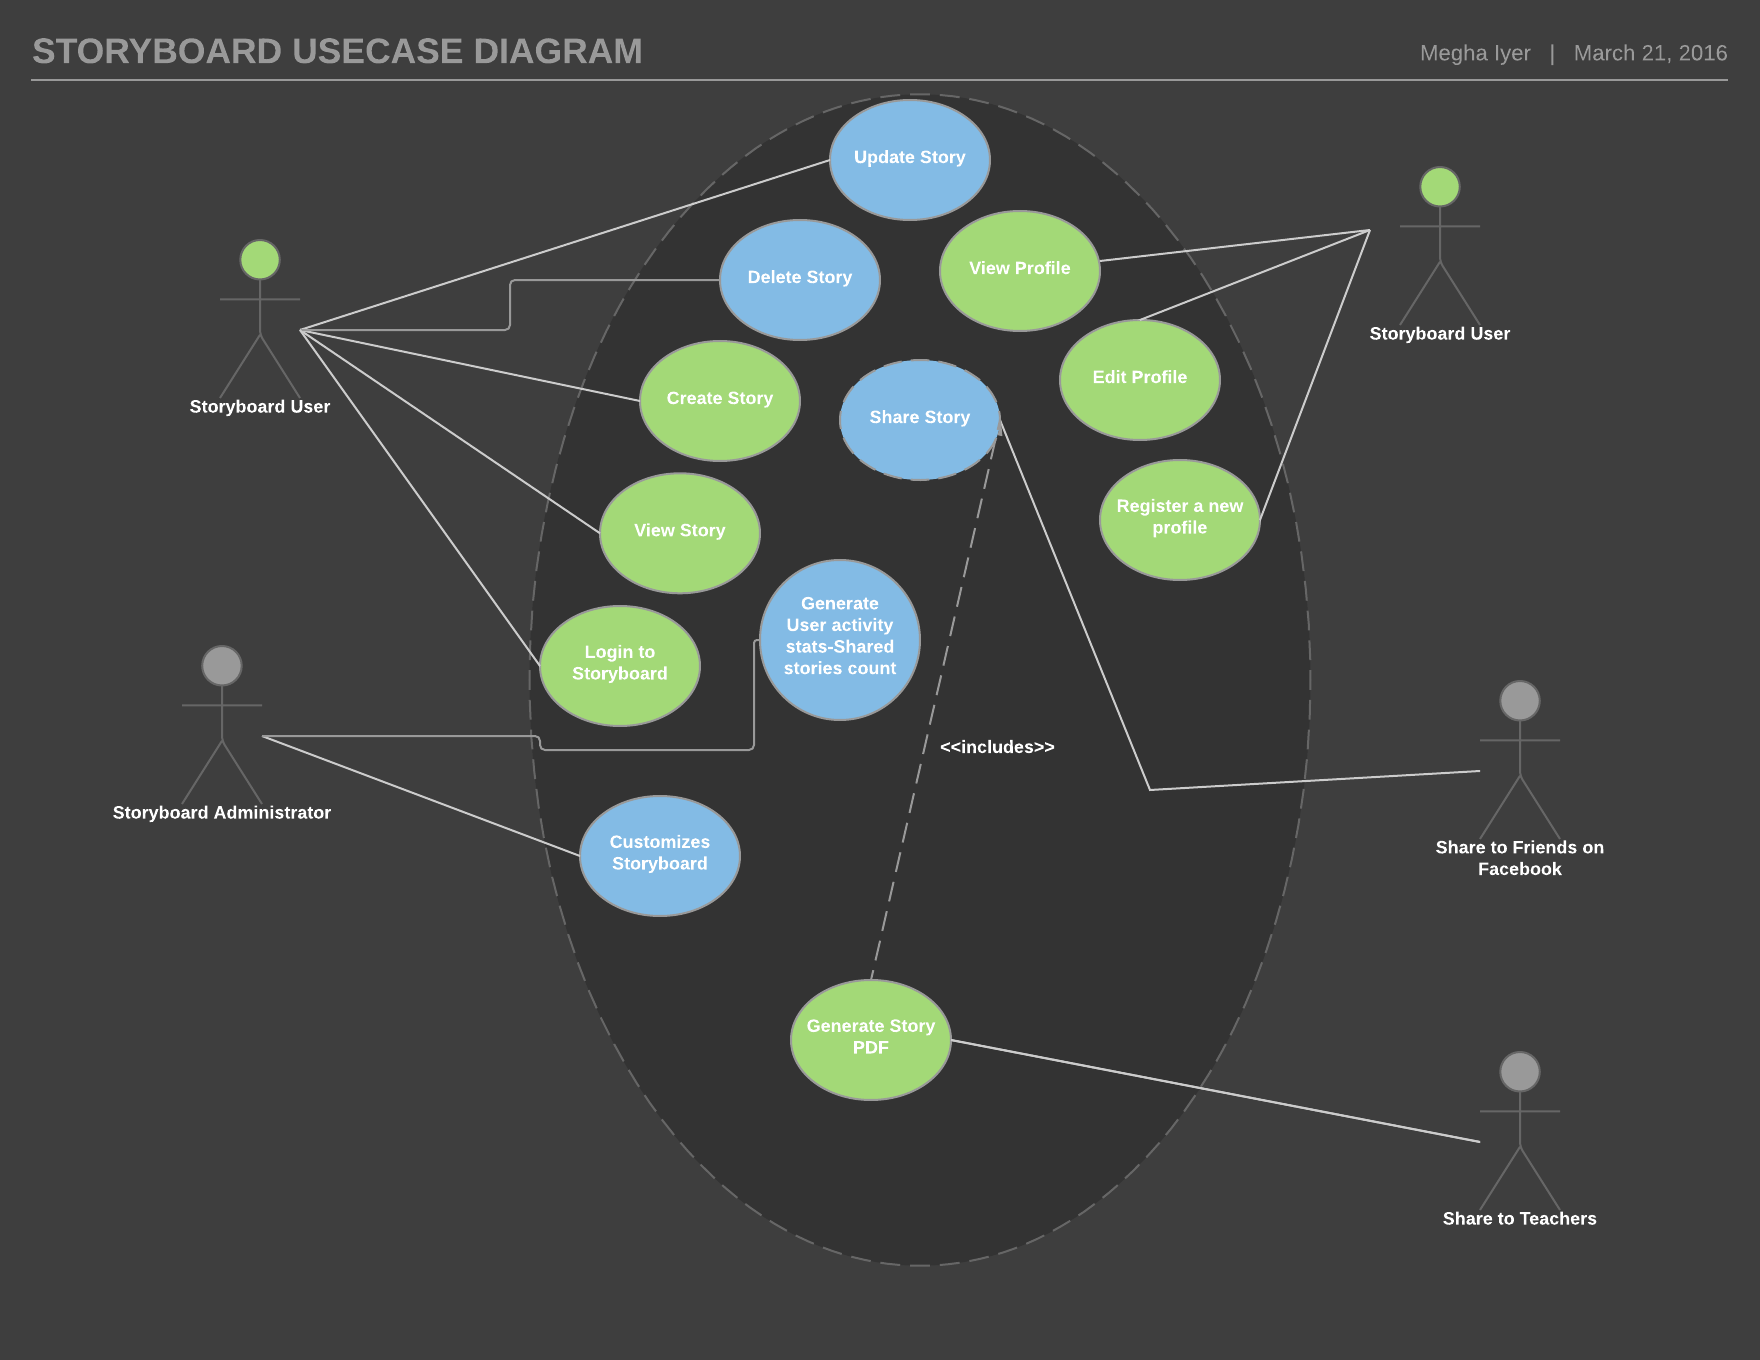 STORYBOARD USECASE DIAGRAM
Megha Iyer | March 21, 2016
Update Story
Delete Story
View Profile
Storyboard User
Edit Profile
Create Story
Storyboard User
Share Story
Register a new
profile
View Story
Generate
User activity
stats-Shared
stories count
Login to
Storyboard
<<includes>>
Storyboard Administrator
Customizes
Storyboard
Share to Friends on
Facebook
Generate Story
PDF
Share to Teachers